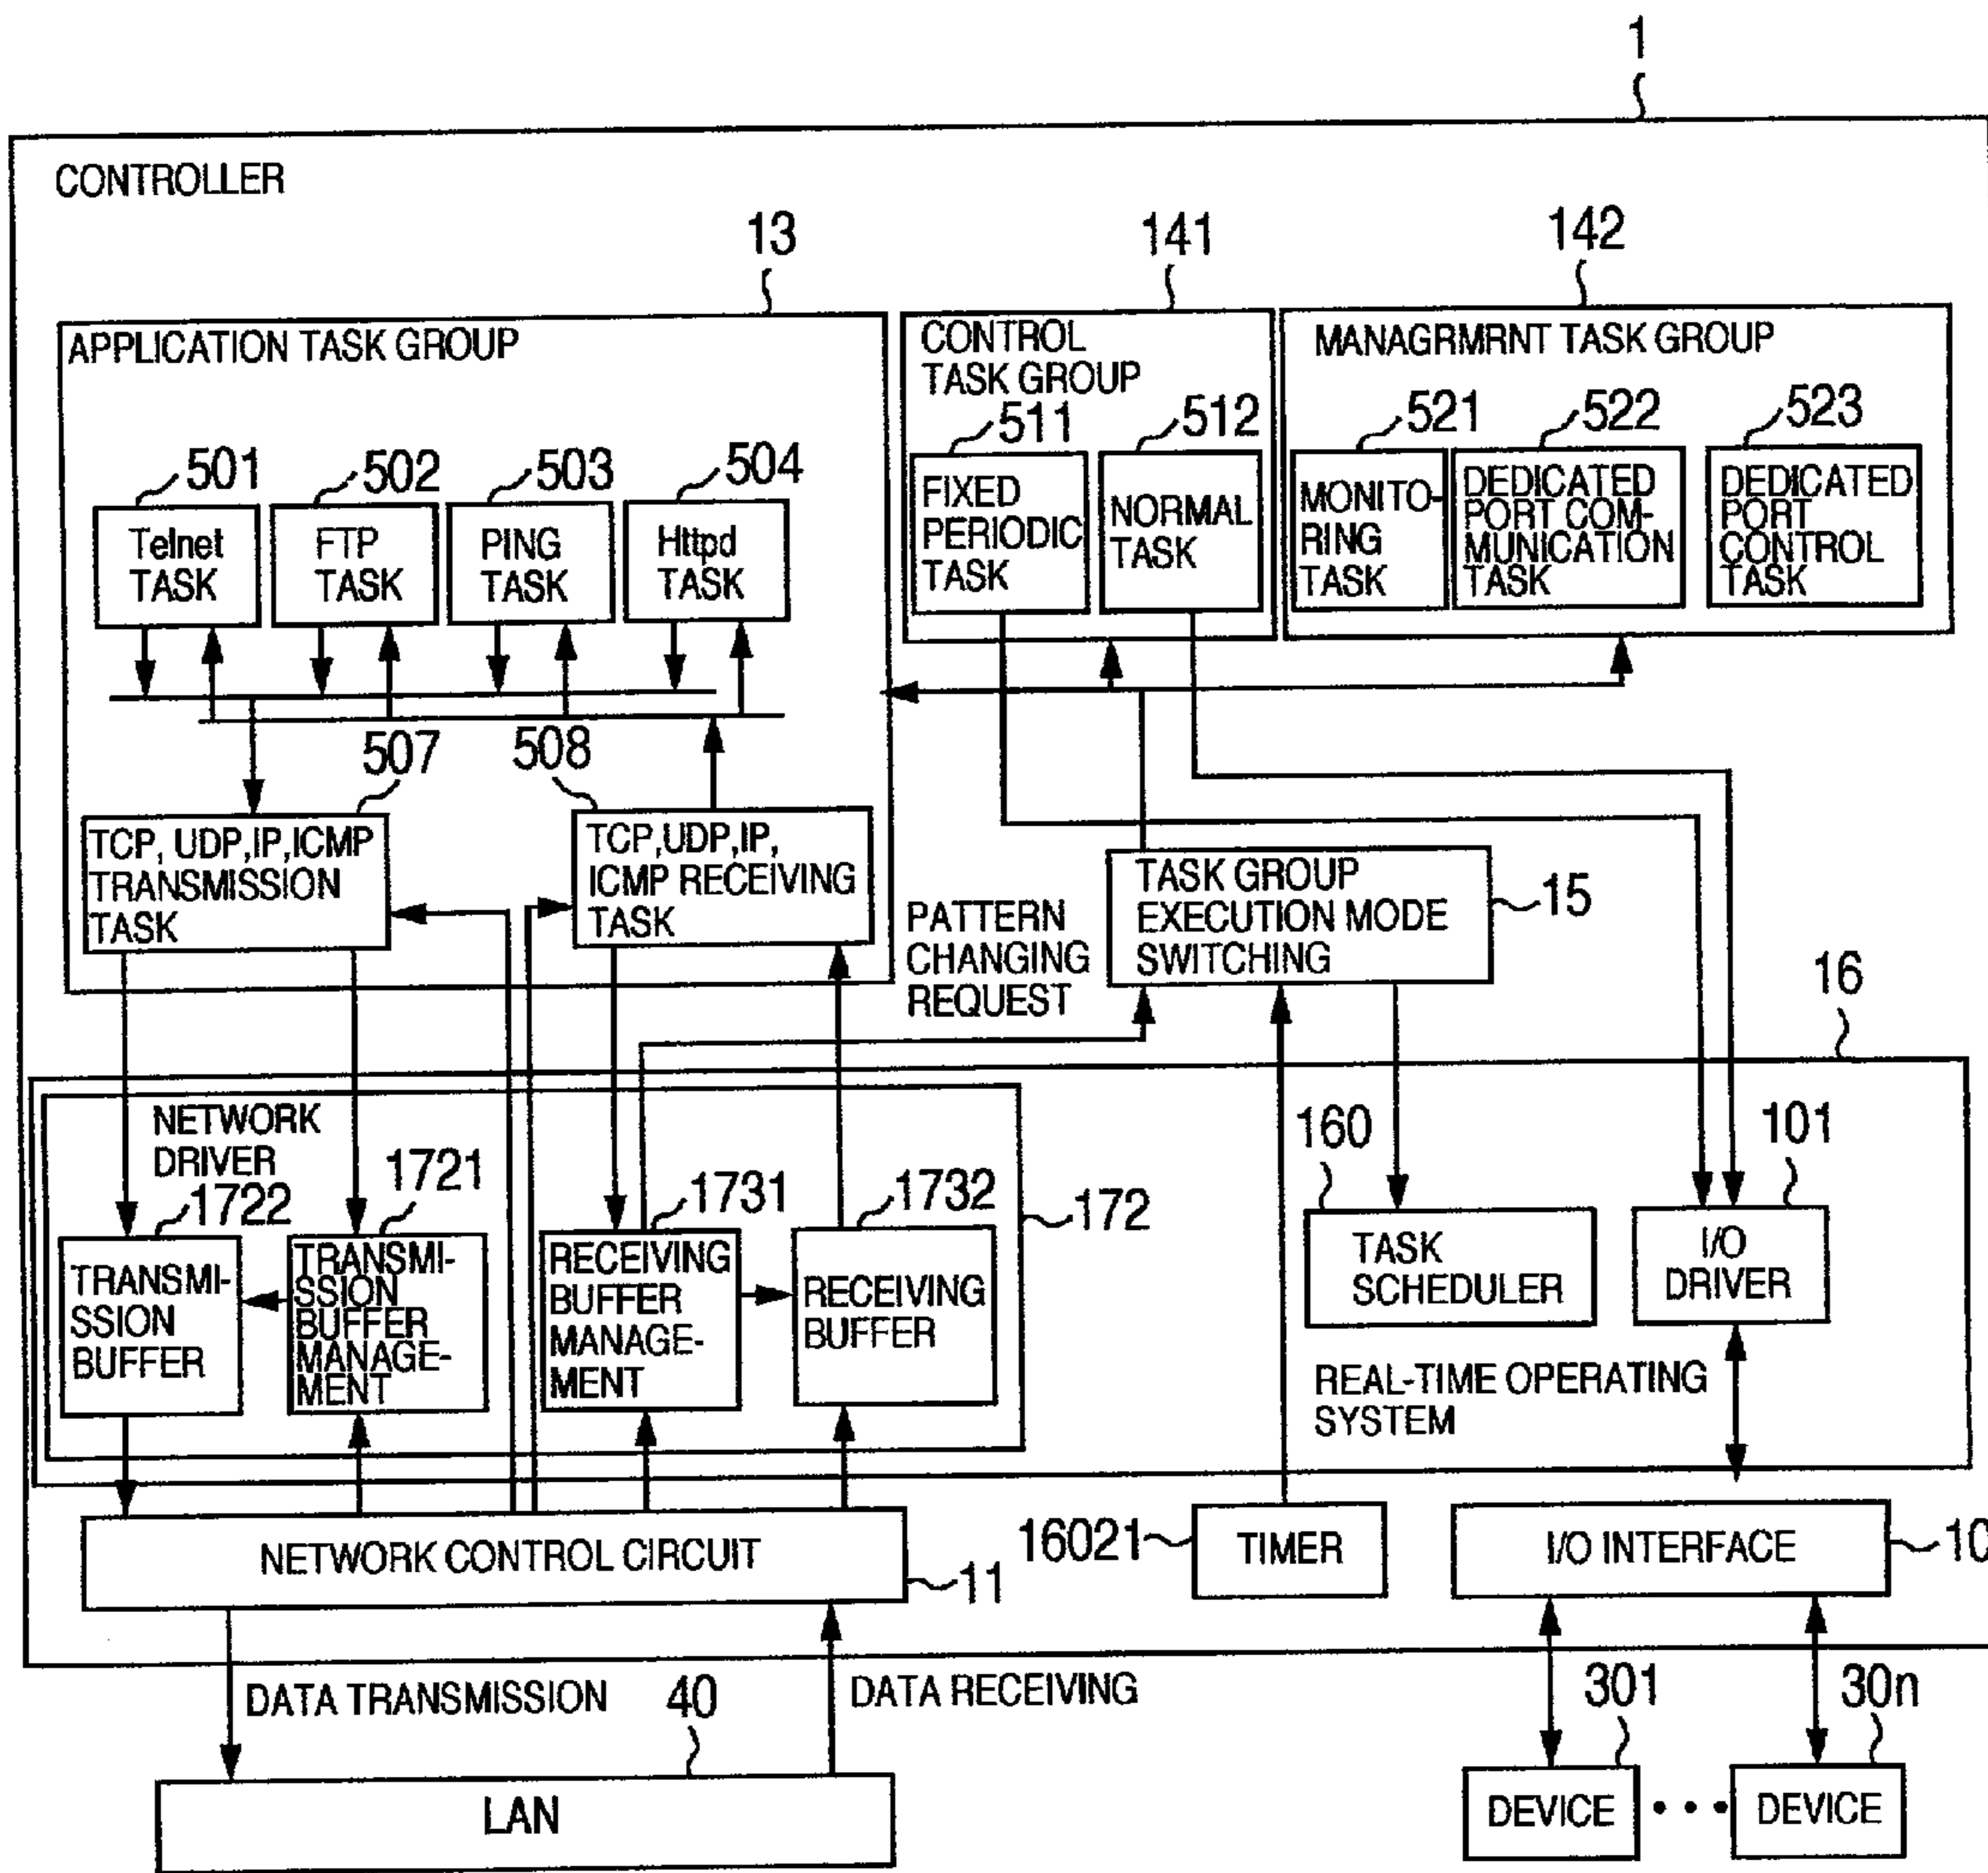 1
CONTROLLER
13
141
142
APPLICATION TASK GROUP
CONTROL
TASK GROUP
MANAGRMRNT TASK GROUP
501
502
503
504
511
512
521
522
523
Telnet
TASK
FTP
TASK
PING
TASK
Httpd
TASK
FIXED
PERIODIC
TASK
NORMAL
TASK
MONITO-
RING
TASK
DEDICATED
PORT COM-
MUNICATION
TASK
DEDICATED
PORT
CONTROL
TASK
507
508
TCP, UDP,IP,ICMP
TRANSMISSION
TASK
TCP,UDP,IP,
ICMP RECEIVING
TASK
PATTERN
CHANGING
REQUEST
TASK GROUP
EXECUTION MODE
SWITCHING
15
16
NETWORK
DRIVER
1722
1721
1731
1732
172
160
101
TRANSMI-
SSION
BUFFER
TRANSMI-
SSION
BUFFER
MANAGE-
MENT
RECEIVING
BUFFER
MANAGE-
MENT
RECEIVING
BUFFER
TASK
SCHEDULER
I/O
DRIVER
REAL-TIME OPERATING
SYSTEM
NETWORK CONTROL CIRCUIT
11
16021
TIMER
I/O INTERFACE
10
DATA TRANSMISSION
40
DATA RECEIVING
301
30n
LAN
DEVICE
• • •
DEVICE